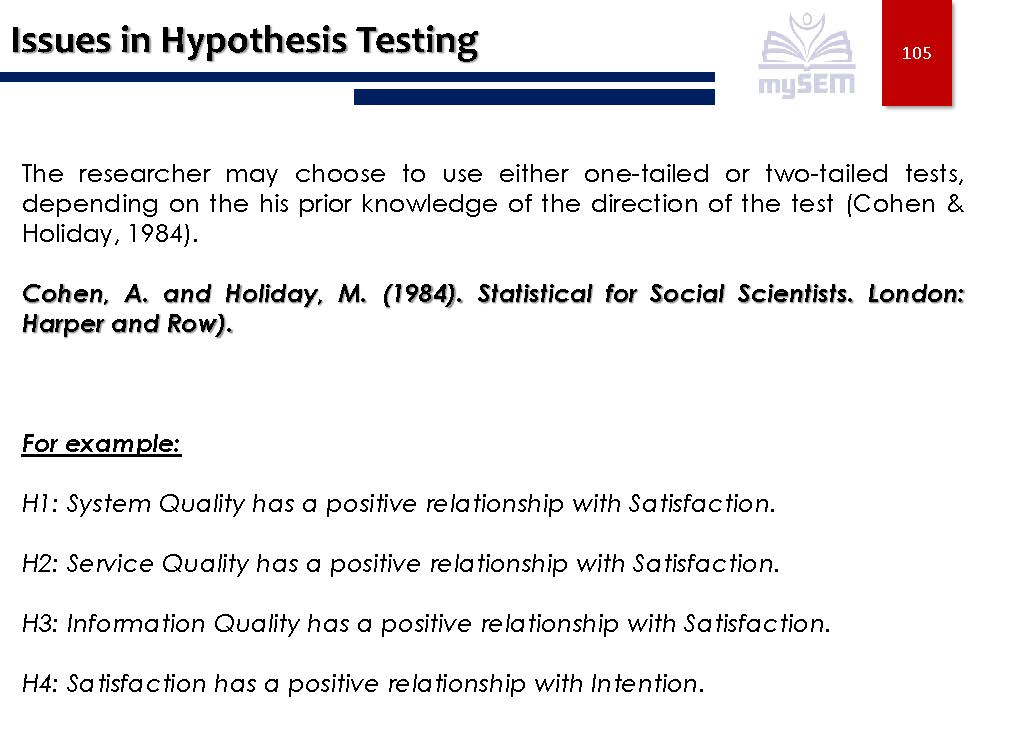 Issues in Hypothesis Testing
mySEM
105
The researcher may choose to use either one-tailed or two-tailed tests,
depending on the his prior knowledge of the direction of the test (Cohen &
Holiday, 1984).
Cohen, A. and Holiday, M. (1984). Statistical for Social Scientists. London:
Harper and Row).
For example:
H1: System Quality has a positive relationship with Satisfaction.
H2: Service Quality has a positive relationship with Satisfaction.
H3: Information Quality has a positive relationship with Satisfaction.
H4: Satisfaction has a positive relationship with Intention.